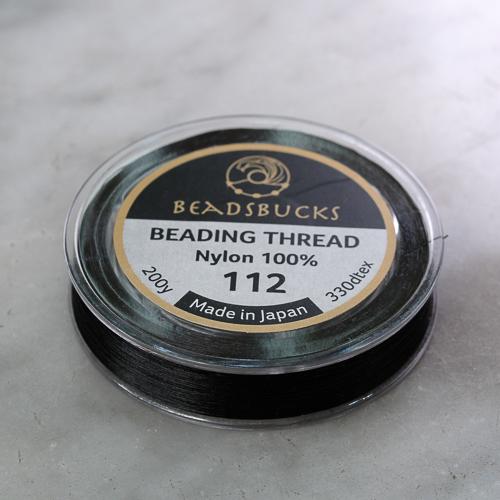 BEADSBUCKS
BEADING THREAD
Nylon 100%
112
200y
330dtex
Made in Japan